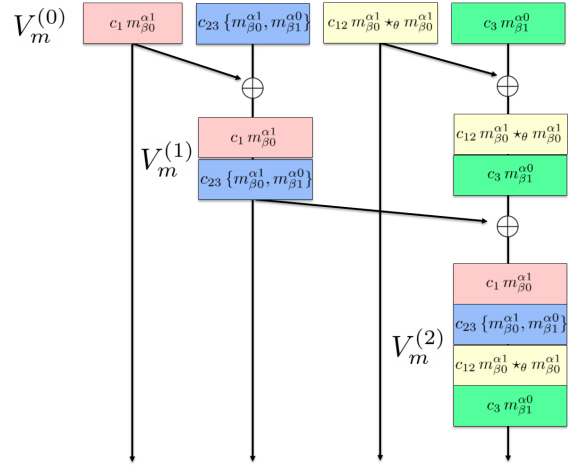 V_m^{(0)} c_1 m_{β0}^{α1} c_{23} {m_{β0}^{α1}, m_{β1}^{α0}} c_{12} m_{β0}^{α1} ⋆_θ m_{β0}^{α1} c_3 m_{β1}^{α0}
⊕ ⊕
V_m^{(1)}
c_1 m_{β0}^{α1} c_{12} m_{β0}^{α1} ⋆_θ m_{β0}^{α1}
c_{23} {m_{β0}^{α1}, m_{β1}^{α0}} c_3 m_{β1}^{α0}
⊕
V_m^{(2)}
c_1 m_{β0}^{α1}
c_{23} {m_{β0}^{α1}, m_{β1}^{α0}}
c_{12} m_{β0}^{α1} ⋆_θ m_{β0}^{α1}
c_3 m_{β1}^{α0}